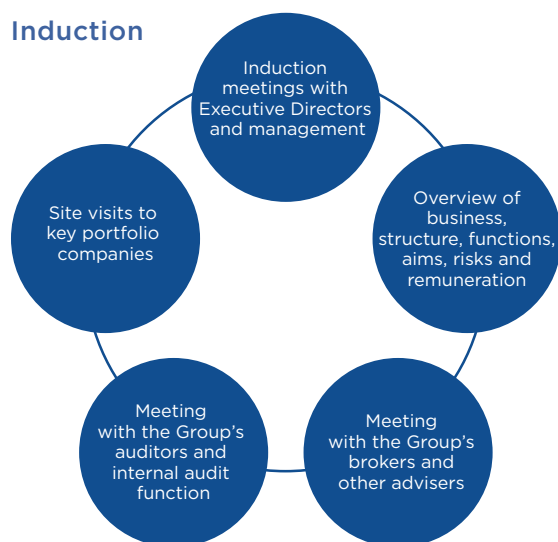 Induction
Induction
meetings with
Executive Directors
and management
Overview of
business,
structure, functions,
aims, risks and
remuneration
Meeting
with the Group's
brokers and
other advisers
Meeting
with the Group's
auditors and
internal audit
function
Site visits to
key portfolio
companies